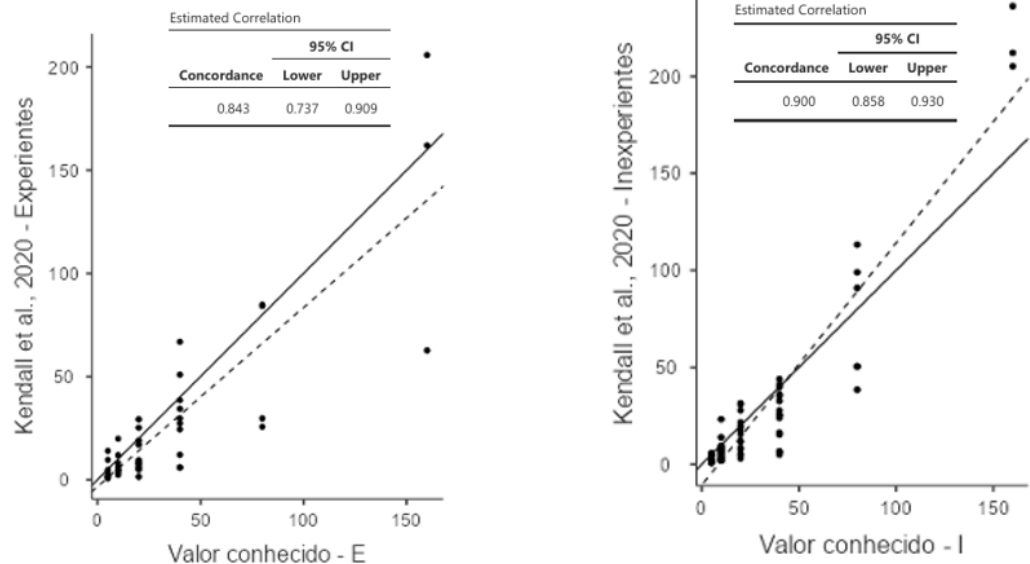 Estimated Correlation
95% CI
Concordance Lower Upper
0.843 0.737 0.909
Kendall et al., 2020 - Experientes
200
150
100
50
0
0 50 100 150
Valor conhecido - E
Estimated Correlation
95% CI
Concordance Lower Upper
0.900 0.858 0.930
Kendall et al., 2020 - Inexperientes
200
150
100
50
0
0 50 100 150
Valor conhecido - I